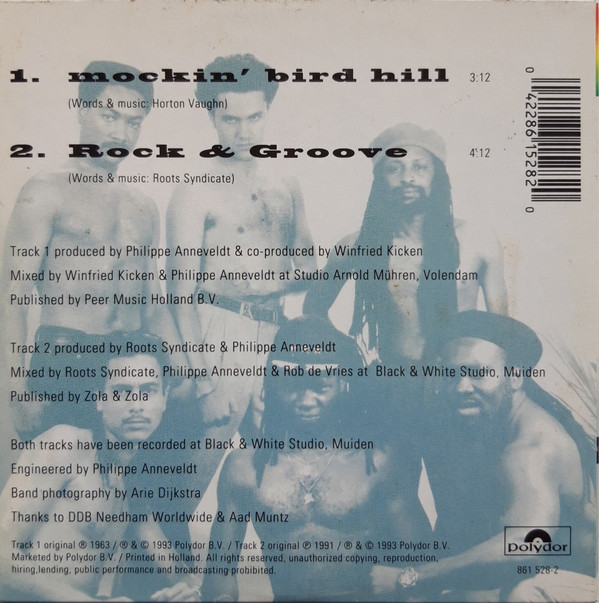 1. mockin' bird hill 3:12
(Words & music: Horton Vaughn)
2. Rock & Groove 4:12
(Words & music: Roots Syndicate)
0 42286 15282 0
Track 1 produced by Philippe Anneveldt & co-produced by Winfried Kicken
Mixed by Winfried Kicken & Philippe Anneveldt at Studio Arnold Mühren, Volendam
Published by Peer Music Holland B.V.
Track 2 produced by Roots Syndicate & Philippe Anneveldt
Mixed by Roots Syndicate, Philippe Anneveldt & Rob de Vries at Black & White Studio, Muiden
Published by Zola & Zola
Both tracks have been recorded at Black & White Studio, Muiden
Engineered by Philippe Anneveldt
Band photography by Arie Dijkstra
Thanks to DDB Needham Worldwide & Aad Muntz
Track 1 original ℗ 1963 / ℗ & © 1993 Polydor B.V. / Track 2 original ℗ 1991 / ℗ & © 1993 Polydor B.V.
Marketed by Polydor B.V. / Printed in Holland. All rights reserved, unauthorized copying, reproduction,
hiring,lending, public performance and broadcasting prohibited.
polydor
861 528-2